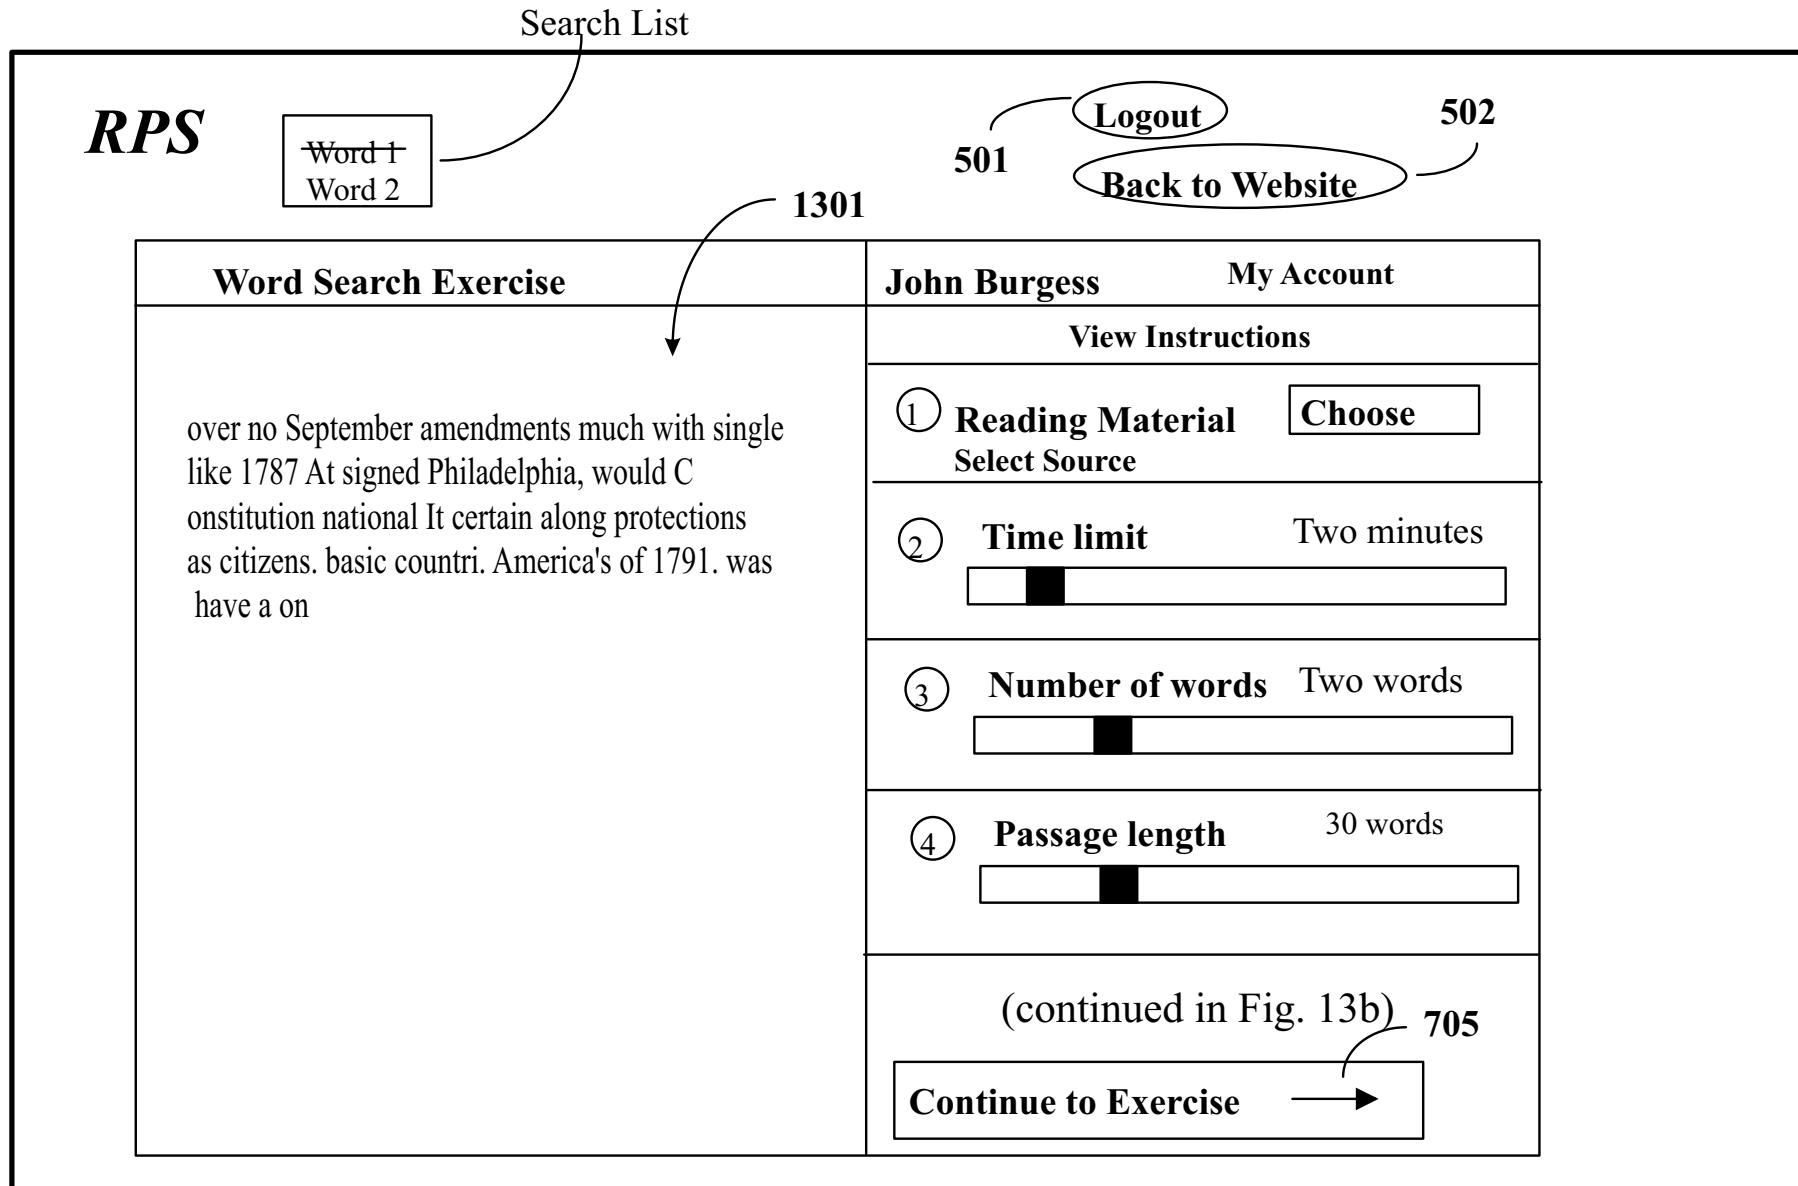 Search List
RPS
Word 1
Word 2
Logout
501
502
Back to Website
1301
Word Search Exercise
John Burgess
My Account
View Instructions
over no September amendments much with single
like 1787 At signed Philadelphia, would C
onstitution national It certain along protections
as citizens. basic countri. America's of 1791. was
have a on
1 Reading Material
Choose
Select Source
2 Time limit
Two minutes
3 Number of words
Two words
4 Passage length
30 words
(continued in Fig. 13b)
705
Continue to Exercise